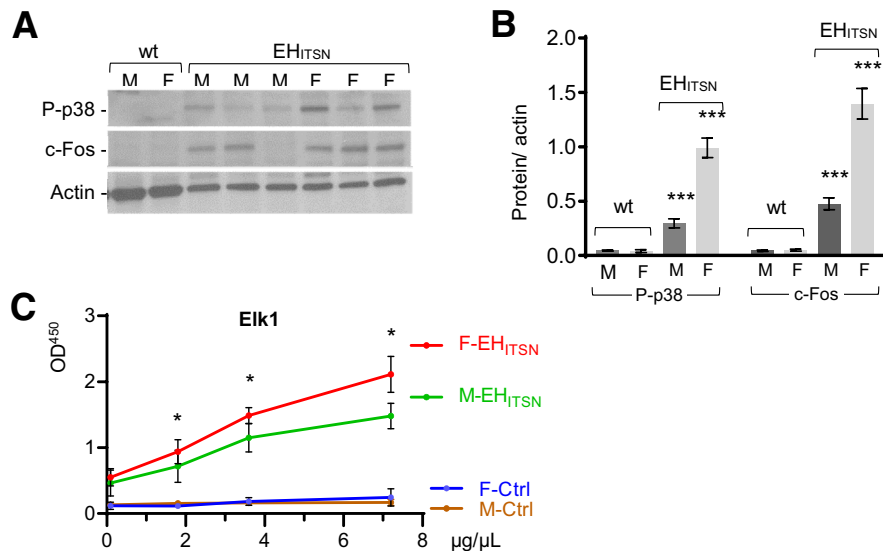 A
wt
EHITSN
M F M M M F F F
P-p38 -
c-Fos -
Actin -
B
Protein/ actin
2.0
1.5
1.0
0.5
0.0
EHITSN
EHITSN
***
***
***
***
wt
wt
M F M F M F M F
P-p38
c-Fos
C
Elk1
OD450
3
2
1
0
* * *
F-EHITSN
M-EHITSN
F-Ctrl
M-Ctrl
0 2 4 6 8 µg/µL